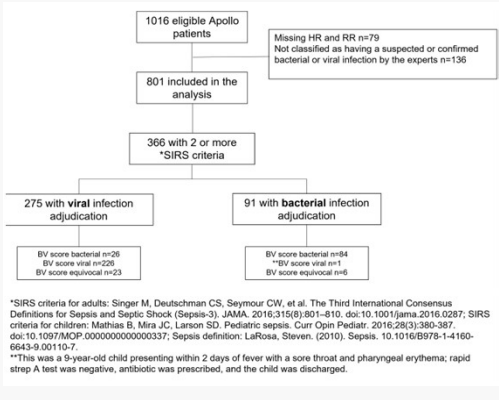 1016 eligible Apollo
patients
Missing HR and RR n=79
Not classified as having a suspected or confirmed
bacterial or viral infection by the experts n=136
801 included in the
analysis
366 with 2 or more
*SIRS criteria
275 with viral infection
adjudication
91 with bacterial infection
adjudication
BV score bacterial n=26
BV score viral n=226
BV score equivocal n=23
BV score bacterial n=84
**BV score viral n=1
BV score equivocal n=6
*SIRS criteria for adults: Singer M, Deutschman CS, Seymour CW, et al. The Third International Consensus
Definitions for Sepsis and Septic Shock (Sepsis-3). JAMA. 2016;315(8):801–810. doi:10.1001/jama.2016.0287; SIRS
criteria for children: Mathias B, Mira JC, Larson SD. Pediatric sepsis. Curr Opin Pediatr. 2016;28(3):380-387.
doi:10.1097/MOP.0000000000000337; Sepsis definition: LaRosa, Steven. (2010). Sepsis. 10.1016/B978-1-4160-
6643-9.00110-7.
**This was a 9-year-old child presenting within 2 days of fever with a sore throat and pharyngeal erythema; rapid
strep A test was negative, antibiotic was prescribed, and the child was discharged.